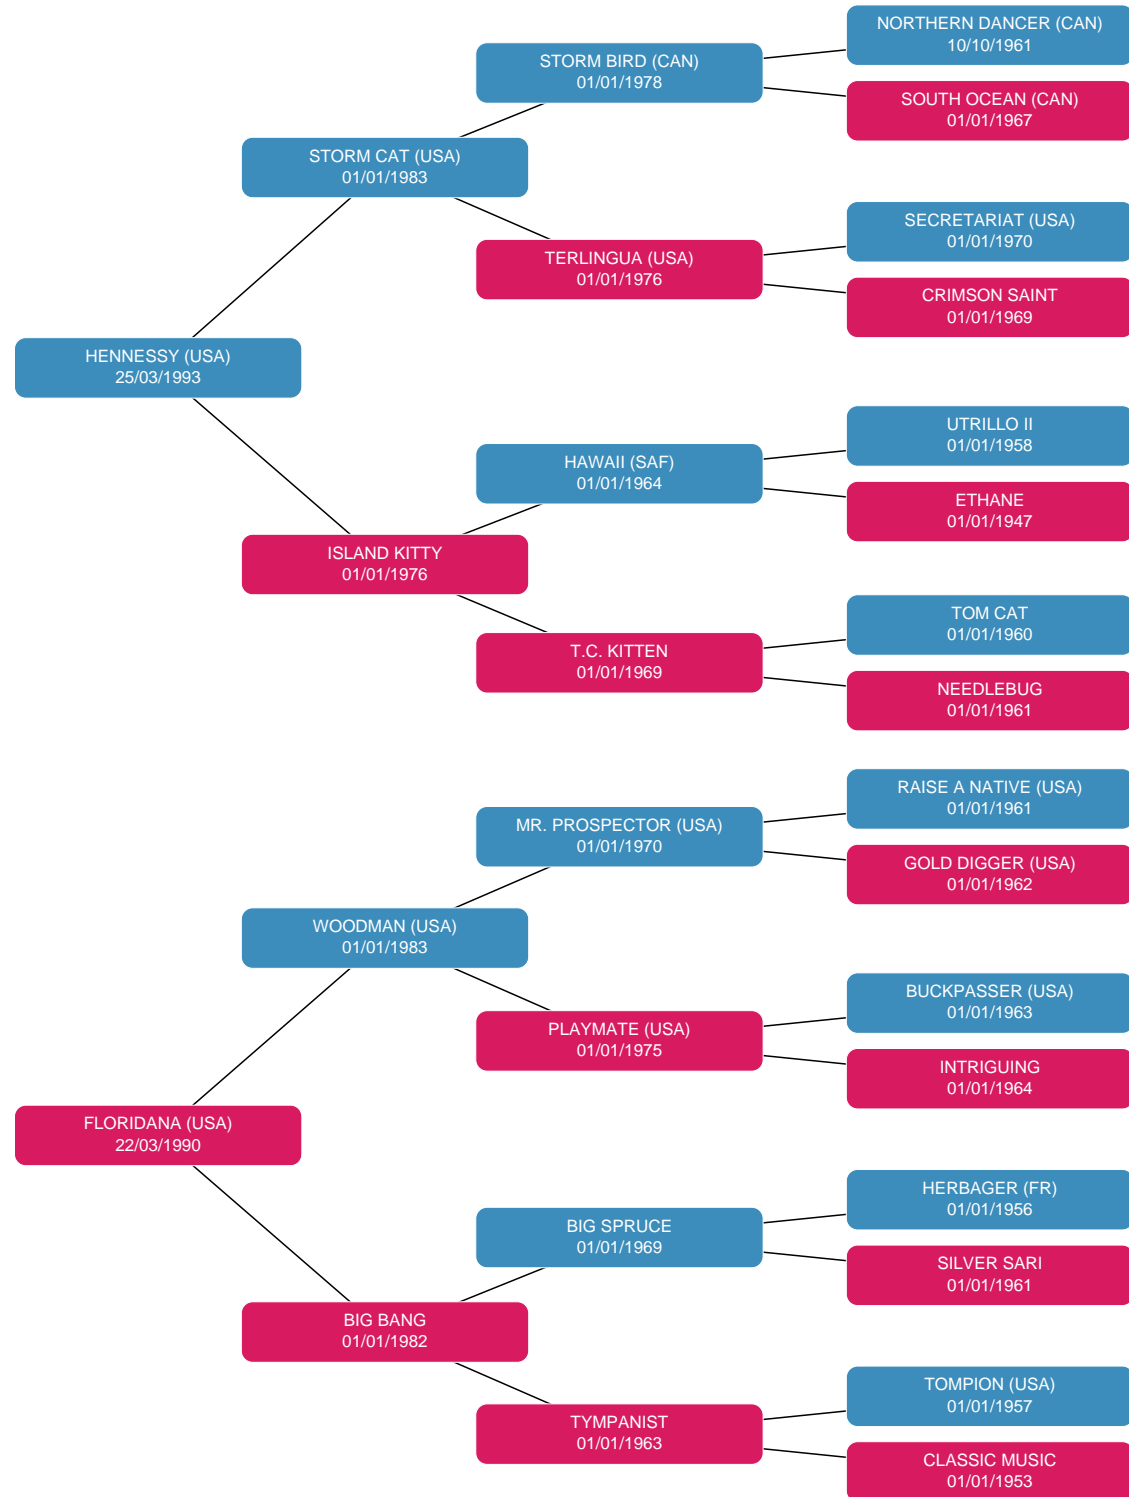 NORTHERN DANCER (CAN)
10/10/1961
STORM BIRD (CAN)
01/01/1978
SOUTH OCEAN (CAN)
01/01/1967
STORM CAT (USA)
01/01/1983
SECRETARIAT (USA)
01/01/1970
TERLINGUA (USA)
01/01/1976
CRIMSON SAINT
01/01/1969
HENNESSY (USA)
25/03/1993
UTRILLO II
01/01/1958
HAWAII (SAF)
01/01/1964
ETHANE
01/01/1947
ISLAND KITTY
01/01/1976
TOM CAT
01/01/1960
T.C. KITTEN
01/01/1969
NEEDLEBUG
01/01/1961
RAISE A NATIVE (USA)
01/01/1961
MR. PROSPECTOR (USA)
01/01/1970
GOLD DIGGER (USA)
01/01/1962
WOODMAN (USA)
01/01/1983
BUCKPASSER (USA)
01/01/1963
PLAYMATE (USA)
01/01/1975
INTRIGUING
01/01/1964
FLORIDANA (USA)
22/03/1990
HERBAGER (FR)
01/01/1956
BIG SPRUCE
01/01/1969
SILVER SARI
01/01/1961
BIG BANG
01/01/1982
TOMPION (USA)
01/01/1957
TYMPANIST
01/01/1963
CLASSIC MUSIC
01/01/1953